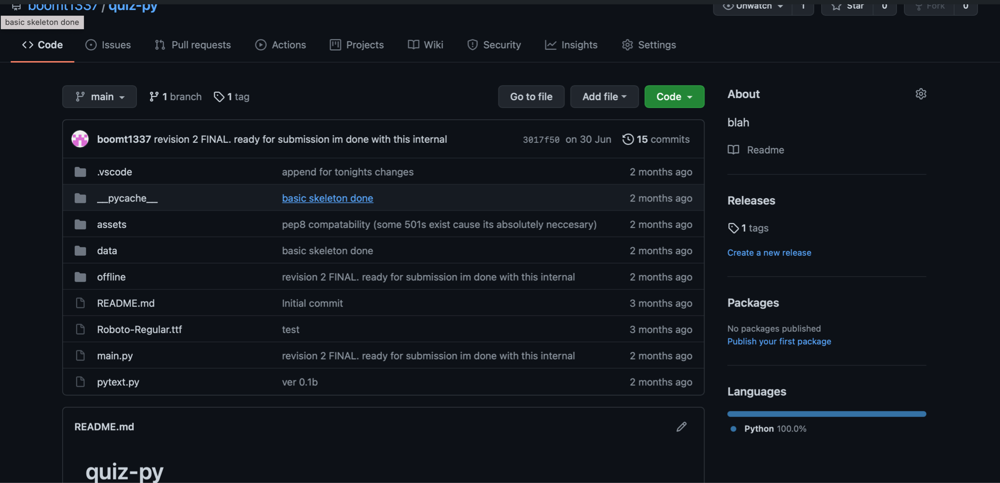 boomt1337 / quiz-py
Unwatch 1 Star 0 Fork 0
basic skeleton done
Code Issues Pull requests Actions Projects Wiki Security Insights Settings
main 1 branch 1 tag Go to file Add file Code
boomt1337 revision 2 FINAL. ready for submission im done with this internal 3017f50 on 30 Jun 15 commits
.vscode append for tonights changes 2 months ago
__pycache__ basic skeleton done 2 months ago
assets pep8 compatability (some 501s exist cause its absolutely neccesary) 2 months ago
data basic skeleton done 2 months ago
offline revision 2 FINAL. ready for submission im done with this internal 2 months ago
README.md Initial commit 3 months ago
Roboto-Regular.ttf test 3 months ago
main.py revision 2 FINAL. ready for submission im done with this internal 2 months ago
pytext.py ver 0.1b 2 months ago
README.md
quiz-py
About
blah
Readme
Releases
1 tags
Create a new release
Packages
No packages published
Publish your first package
Languages
Python 100.0%